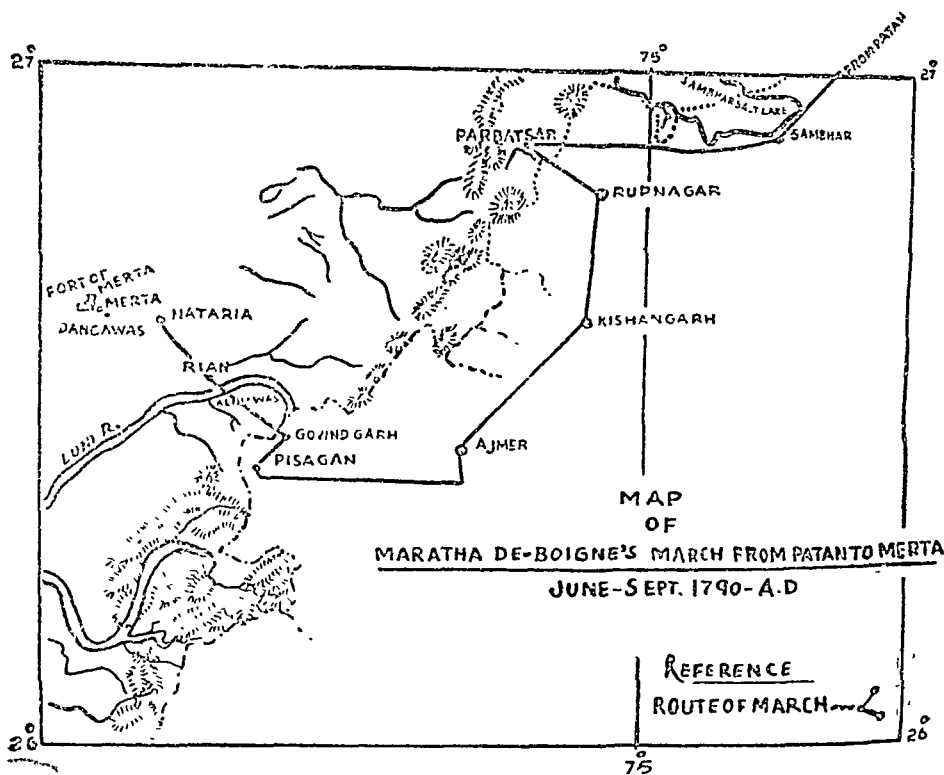 27°
75°
FROM PATAN
27°
SAMBHAR SALT LAKE
PARBATSAR
SAMBHAR
RUPNAGAR
FORT OF
MERTA
MERTA
DANGAWAS
NATARIA
KISHANGARH
RIAN
LUNI R.
GOVINDGARH
AJMER
PISAGAN
MAP
OF
MARATHA DE-BOIGNE'S MARCH FROM PATAN TO MERTA
JUNE-SEPT. 1790-A.D
REFERENCE
ROUTE OF MARCH
26°
75
26°